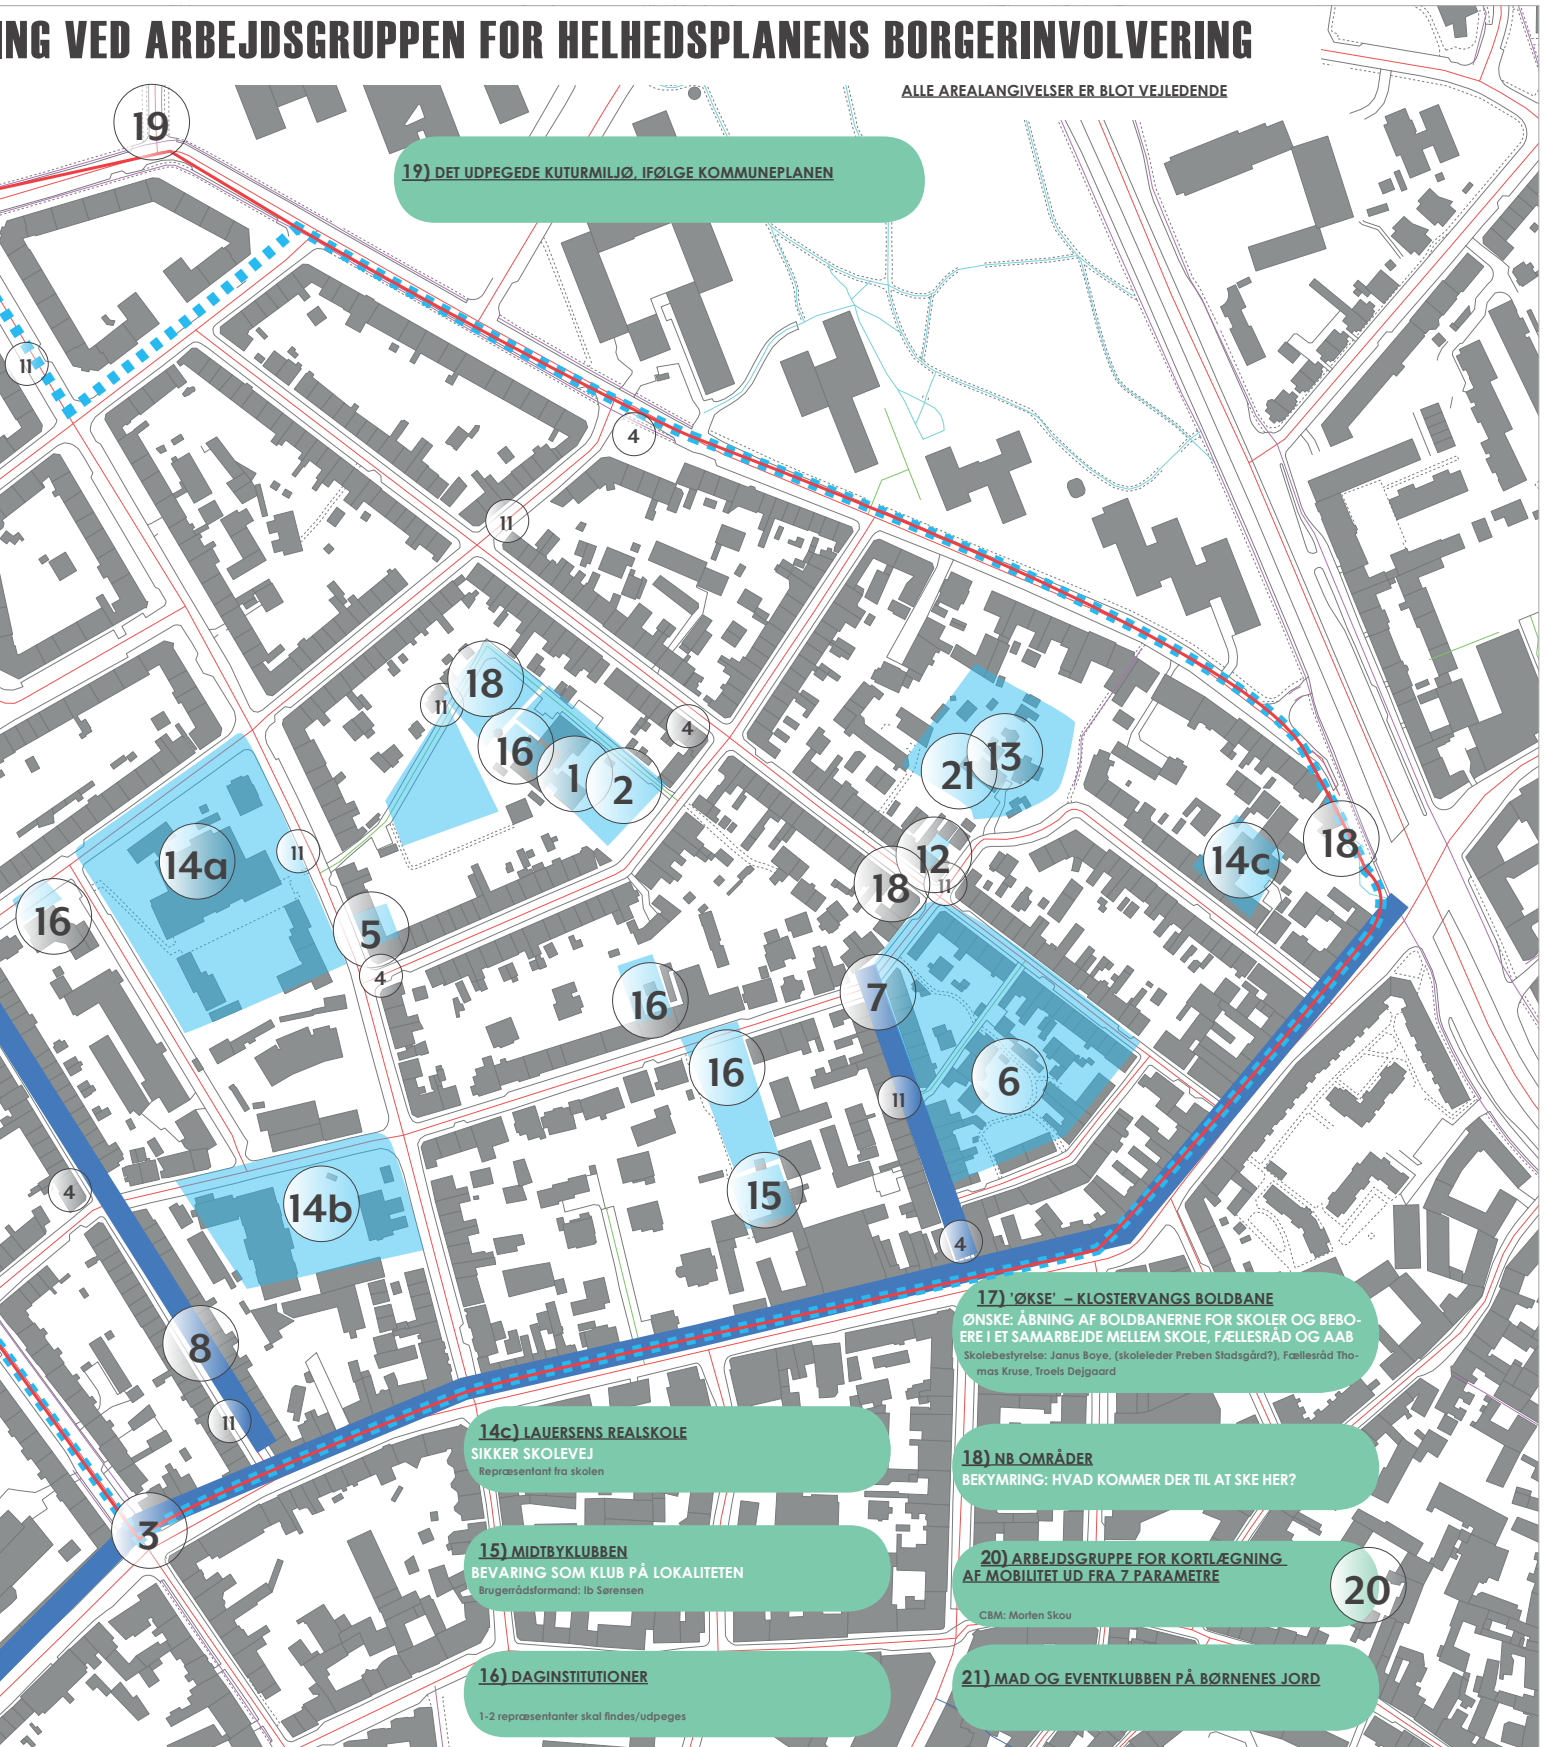 NG VED ARBEJDSGRUPPEN FOR HELHEDSPLANENS BORGERINVOLVERING
ALLE AREALANGIVELSER ER BLOT VEJLEDENDE
19
19) DET UDPEGEDE KUTURMILJØ, IFØLGE KOMMUNEPLANEN
11
4
11
18
11
16
1
2
4
13
21
14a
11
12
18
11
14c
18
16
5
4
16
7
16
6
11
4
14b
15
4
8
11
3
17) 'ØKSE' – KLOSTERVANGS BOLDBANE
ØNSKE: ÅBNING AF BOLDBANERNE FOR SKOLER OG BEBO-
ERE I ET SAMARBEJDE MELLEM SKOLE, FÆLLESRÅD OG AAB
Skolebestyrelse: Janus Boye, (skoleleder Preben Stadsgård?), Fællesråd Tho-
mas Kruse, Troels Dejgaard
14c) LAUERSENS REALSKOLE
SIKKER SKOLEVEJ
Repræsentant fra skolen
18) NB OMRÅDER
BEKYMRING: HVAD KOMMER DER TIL AT SKE HER?
15) MIDTBYKLUBBEN
BEVARING SOM KLUB PÅ LOKALITETEN
Brugerrådsformand: Ib Sørensen
20) ARBEJDSGRUPPE FOR KORTLÆGNING
AF MOBILITET UD FRA 7 PARAMETRE
CBM: Morten Skou
20
16) DAGINSTITUTIONER
1-2 repræsentanter skal findes/udpeges
21) MAD OG EVENTKLUBBEN PÅ BØRNENES JORD